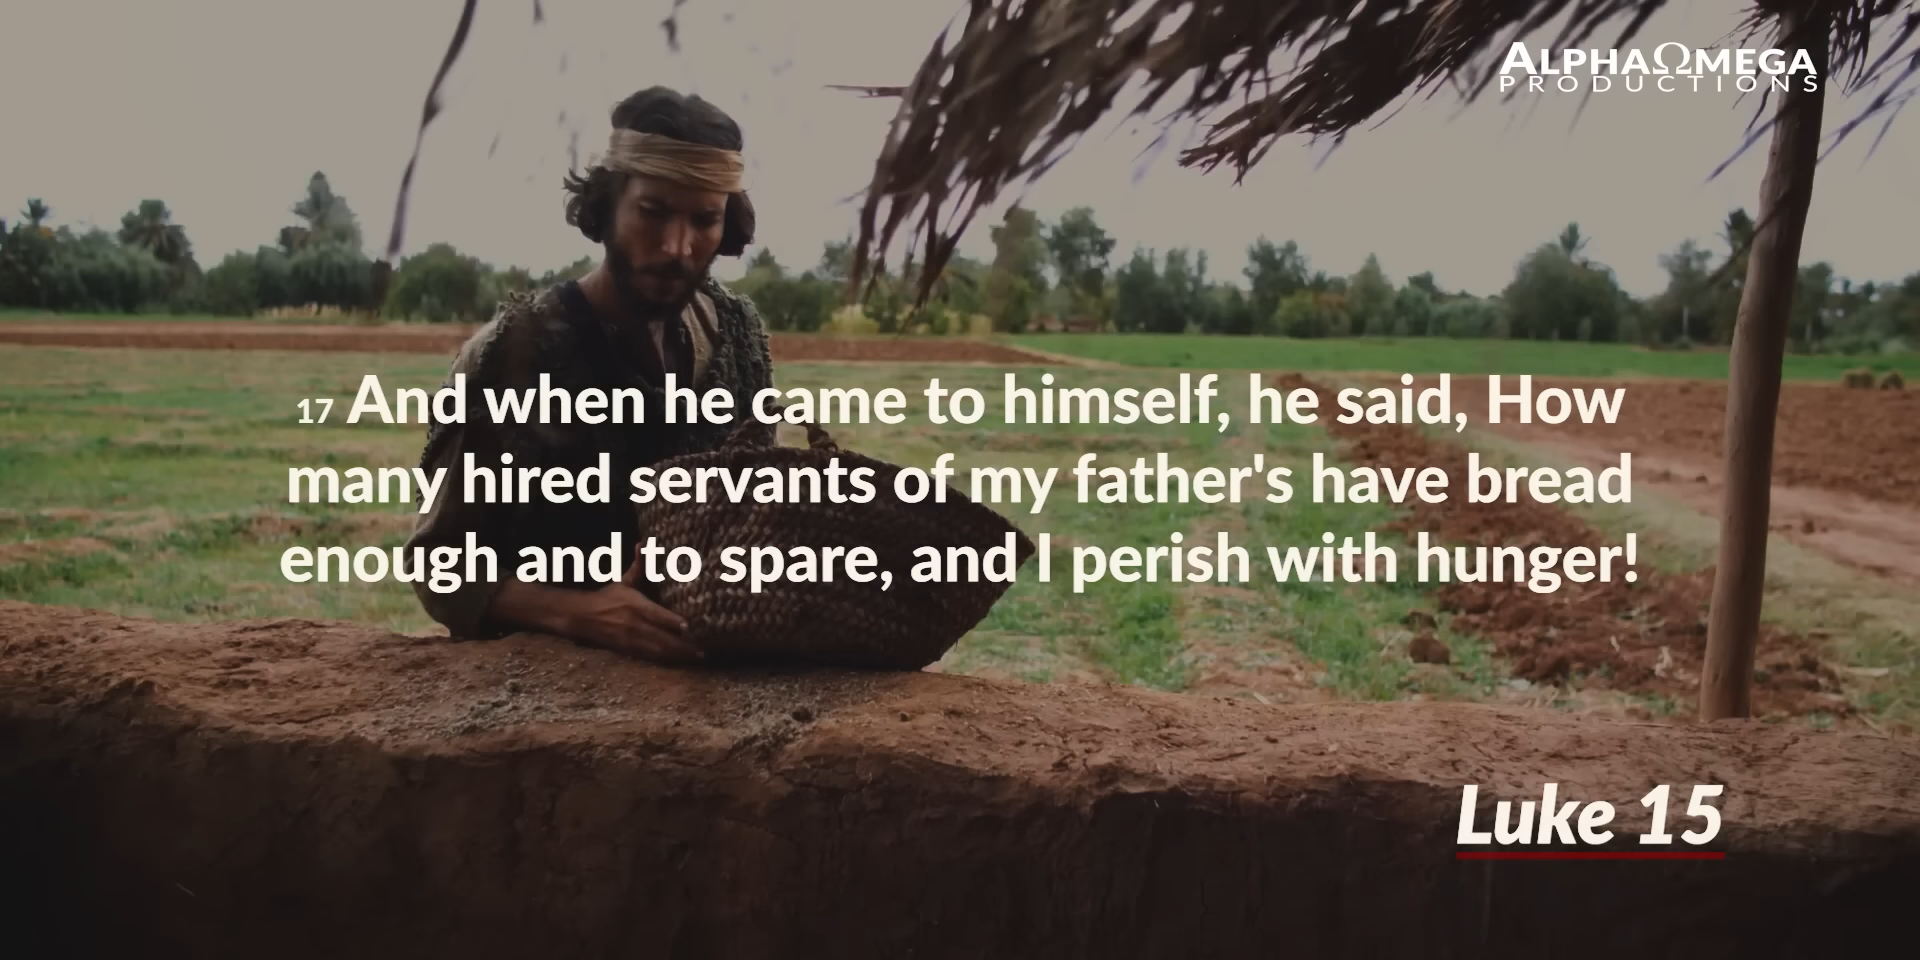 ALPHAΩMEGA
PRODUCTIONS
17 And when he came to himself, he said, How
many hired servants of my father's have bread
enough and to spare, and I perish with hunger!
Luke 15